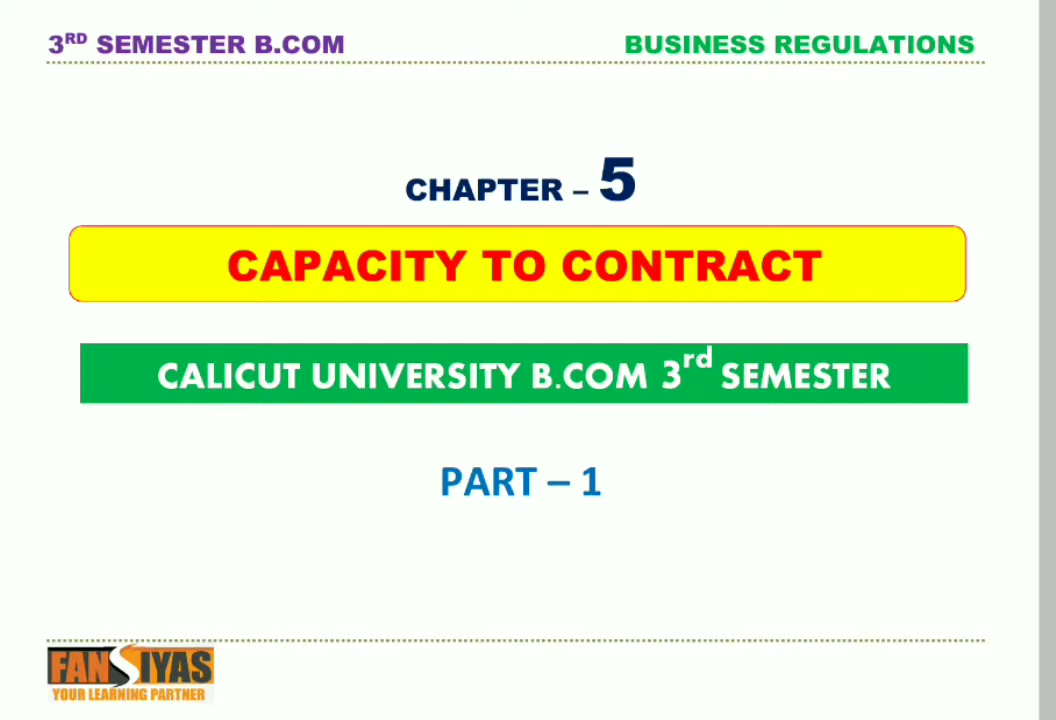 3RD SEMESTER B.COM
BUSINESS REGULATIONS
CHAPTER – 5
CAPACITY TO CONTRACT
CALICUT UNIVERSITY B.COM 3rd SEMESTER
PART – 1
FANSIYAS
YOUR LEARNING PARTNER